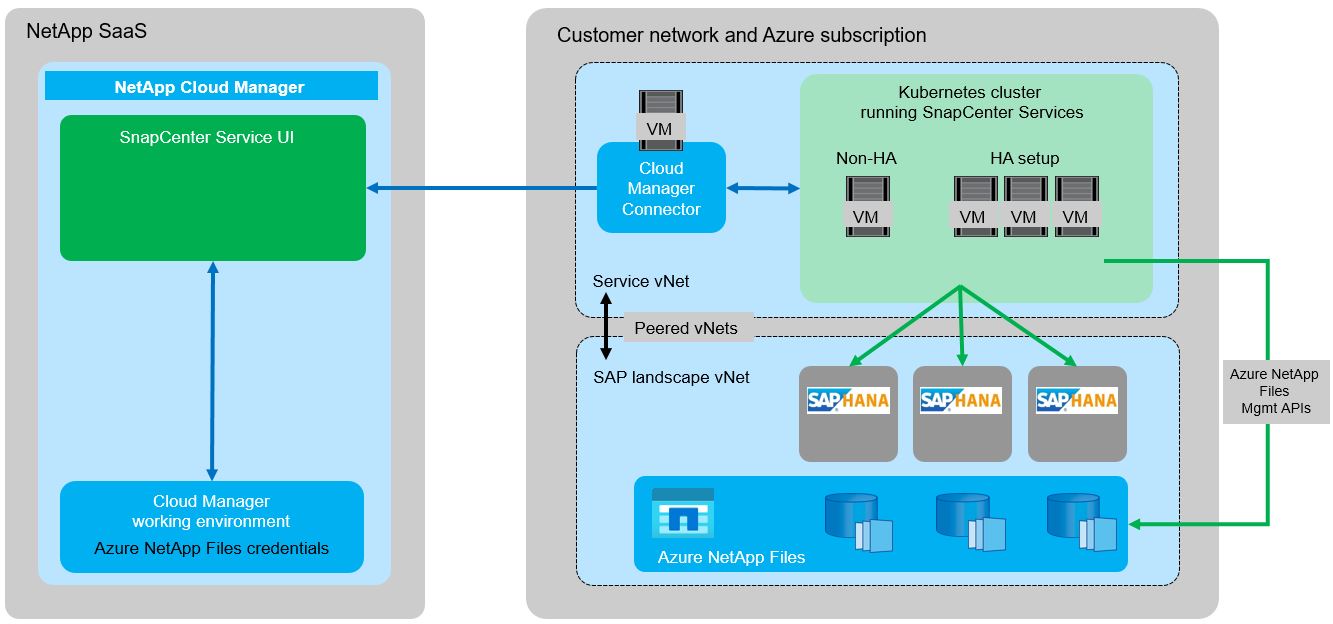 NetApp SaaS
NetApp Cloud Manager
SnapCenter Service UI
Cloud Manager
working environment
Azure NetApp Files credentials
Customer network and Azure subscription
VM
Cloud
Manager
Connector
Kubernetes cluster
running SnapCenter Services
Non-HA
HA setup
VM
VM
VM
VM
Service vNet
Peered vNets
SAP landscape vNet
SAP HANA
SAP HANA
SAP HANA
Azure NetApp Files
Azure NetApp
Files
Mgmt APIs